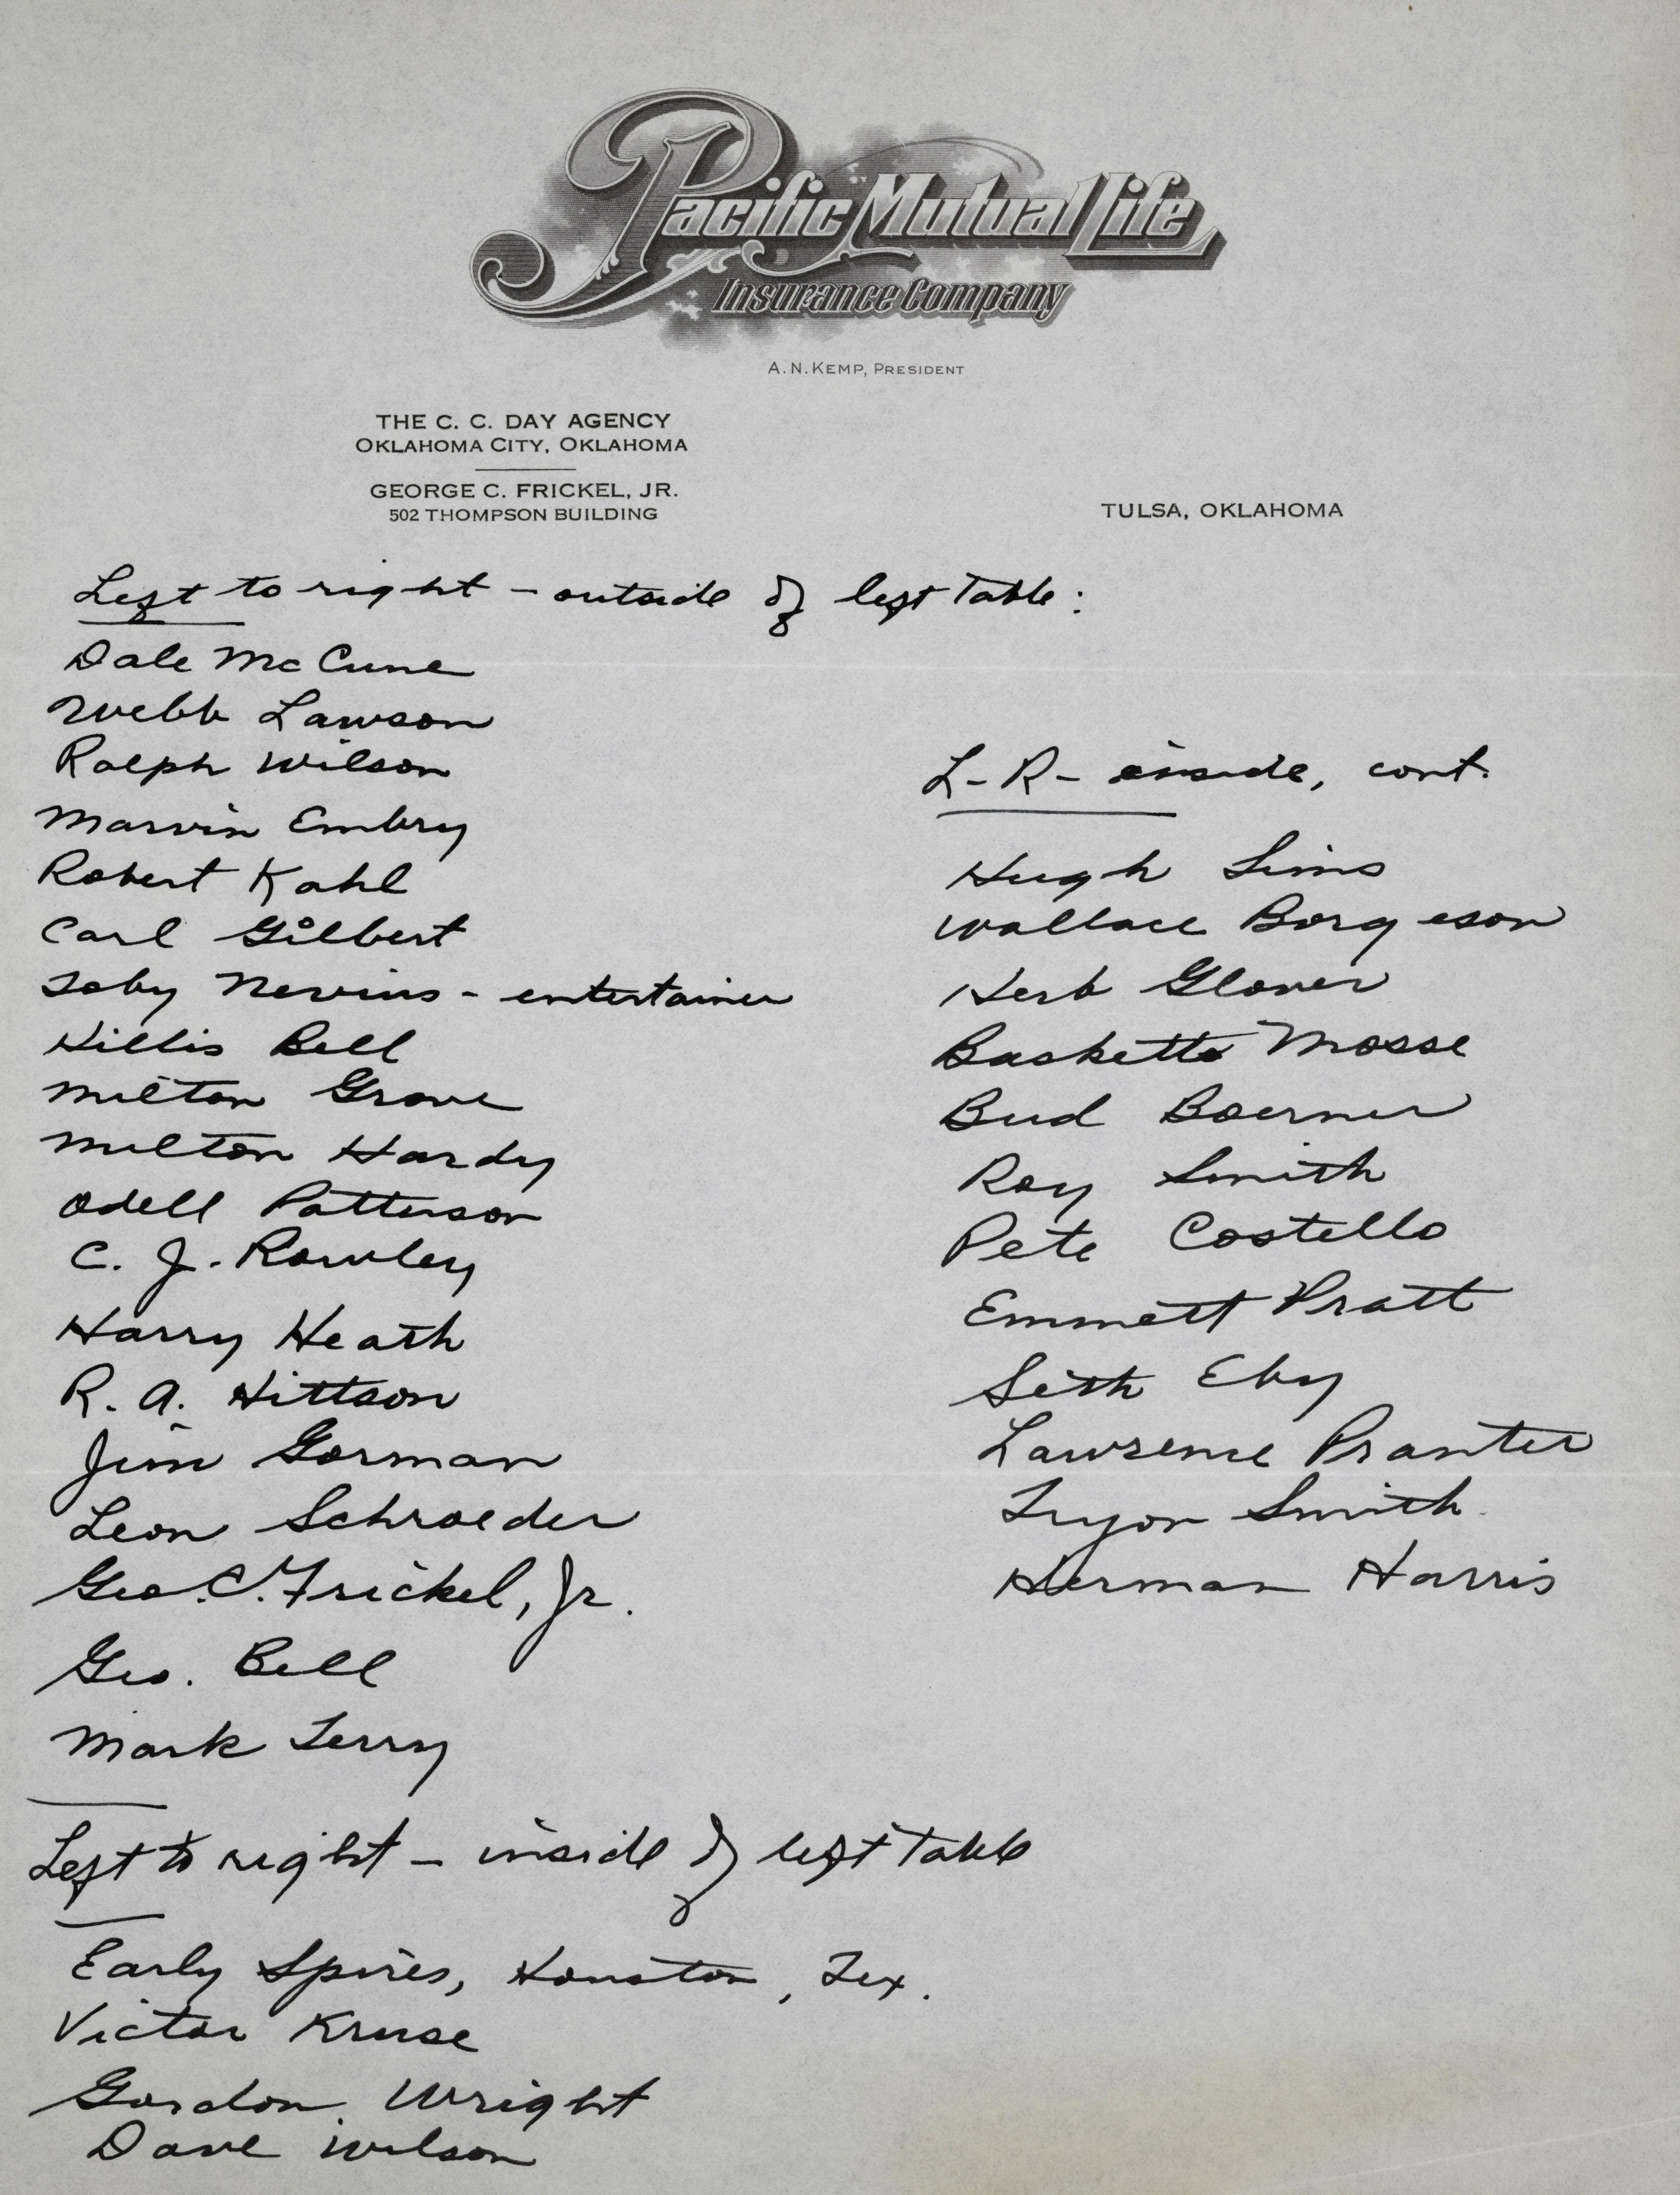 Pacific Mutual Life
Insurance Company
A. N. KEMP, PRESIDENT
THE C. C. DAY AGENCY
OKLAHOMA CITY, OKLAHOMA
GEORGE C. FRICKEL, JR.
502 THOMPSON BUILDING
TULSA, OKLAHOMA
Left to right - outside of left table:
Dale McCune
Webb Lawson
Ralph Wilson
Marvin Embry
Robert Kahl
Carl Gilbert
Toby Nevius - entertainer
Hillis Bell
Milton Grove
Milton Hardy
Odell Patterson
C. J. Rowley
Harry Heath
R. A. Hittson
Jim Gorman
Leon Schroeder
Geo. C. Frickel, Jr.
Geo. Bell
Mark Terry
Left to right - inside of left table
Early Spires, Houston, Tex.
Victor Kruse
Gordon Wright
Dave Wilson
L-R- inside, cont.
Hugh Sims
Wallace Borgeson
Herb Glover
Baskette Mosse
Bud Boerner
Roy Smith
Pete Costello
Emmett Pratt
Seth Eby
Lawrence Pranter
Tryon Smith
Herman Harris